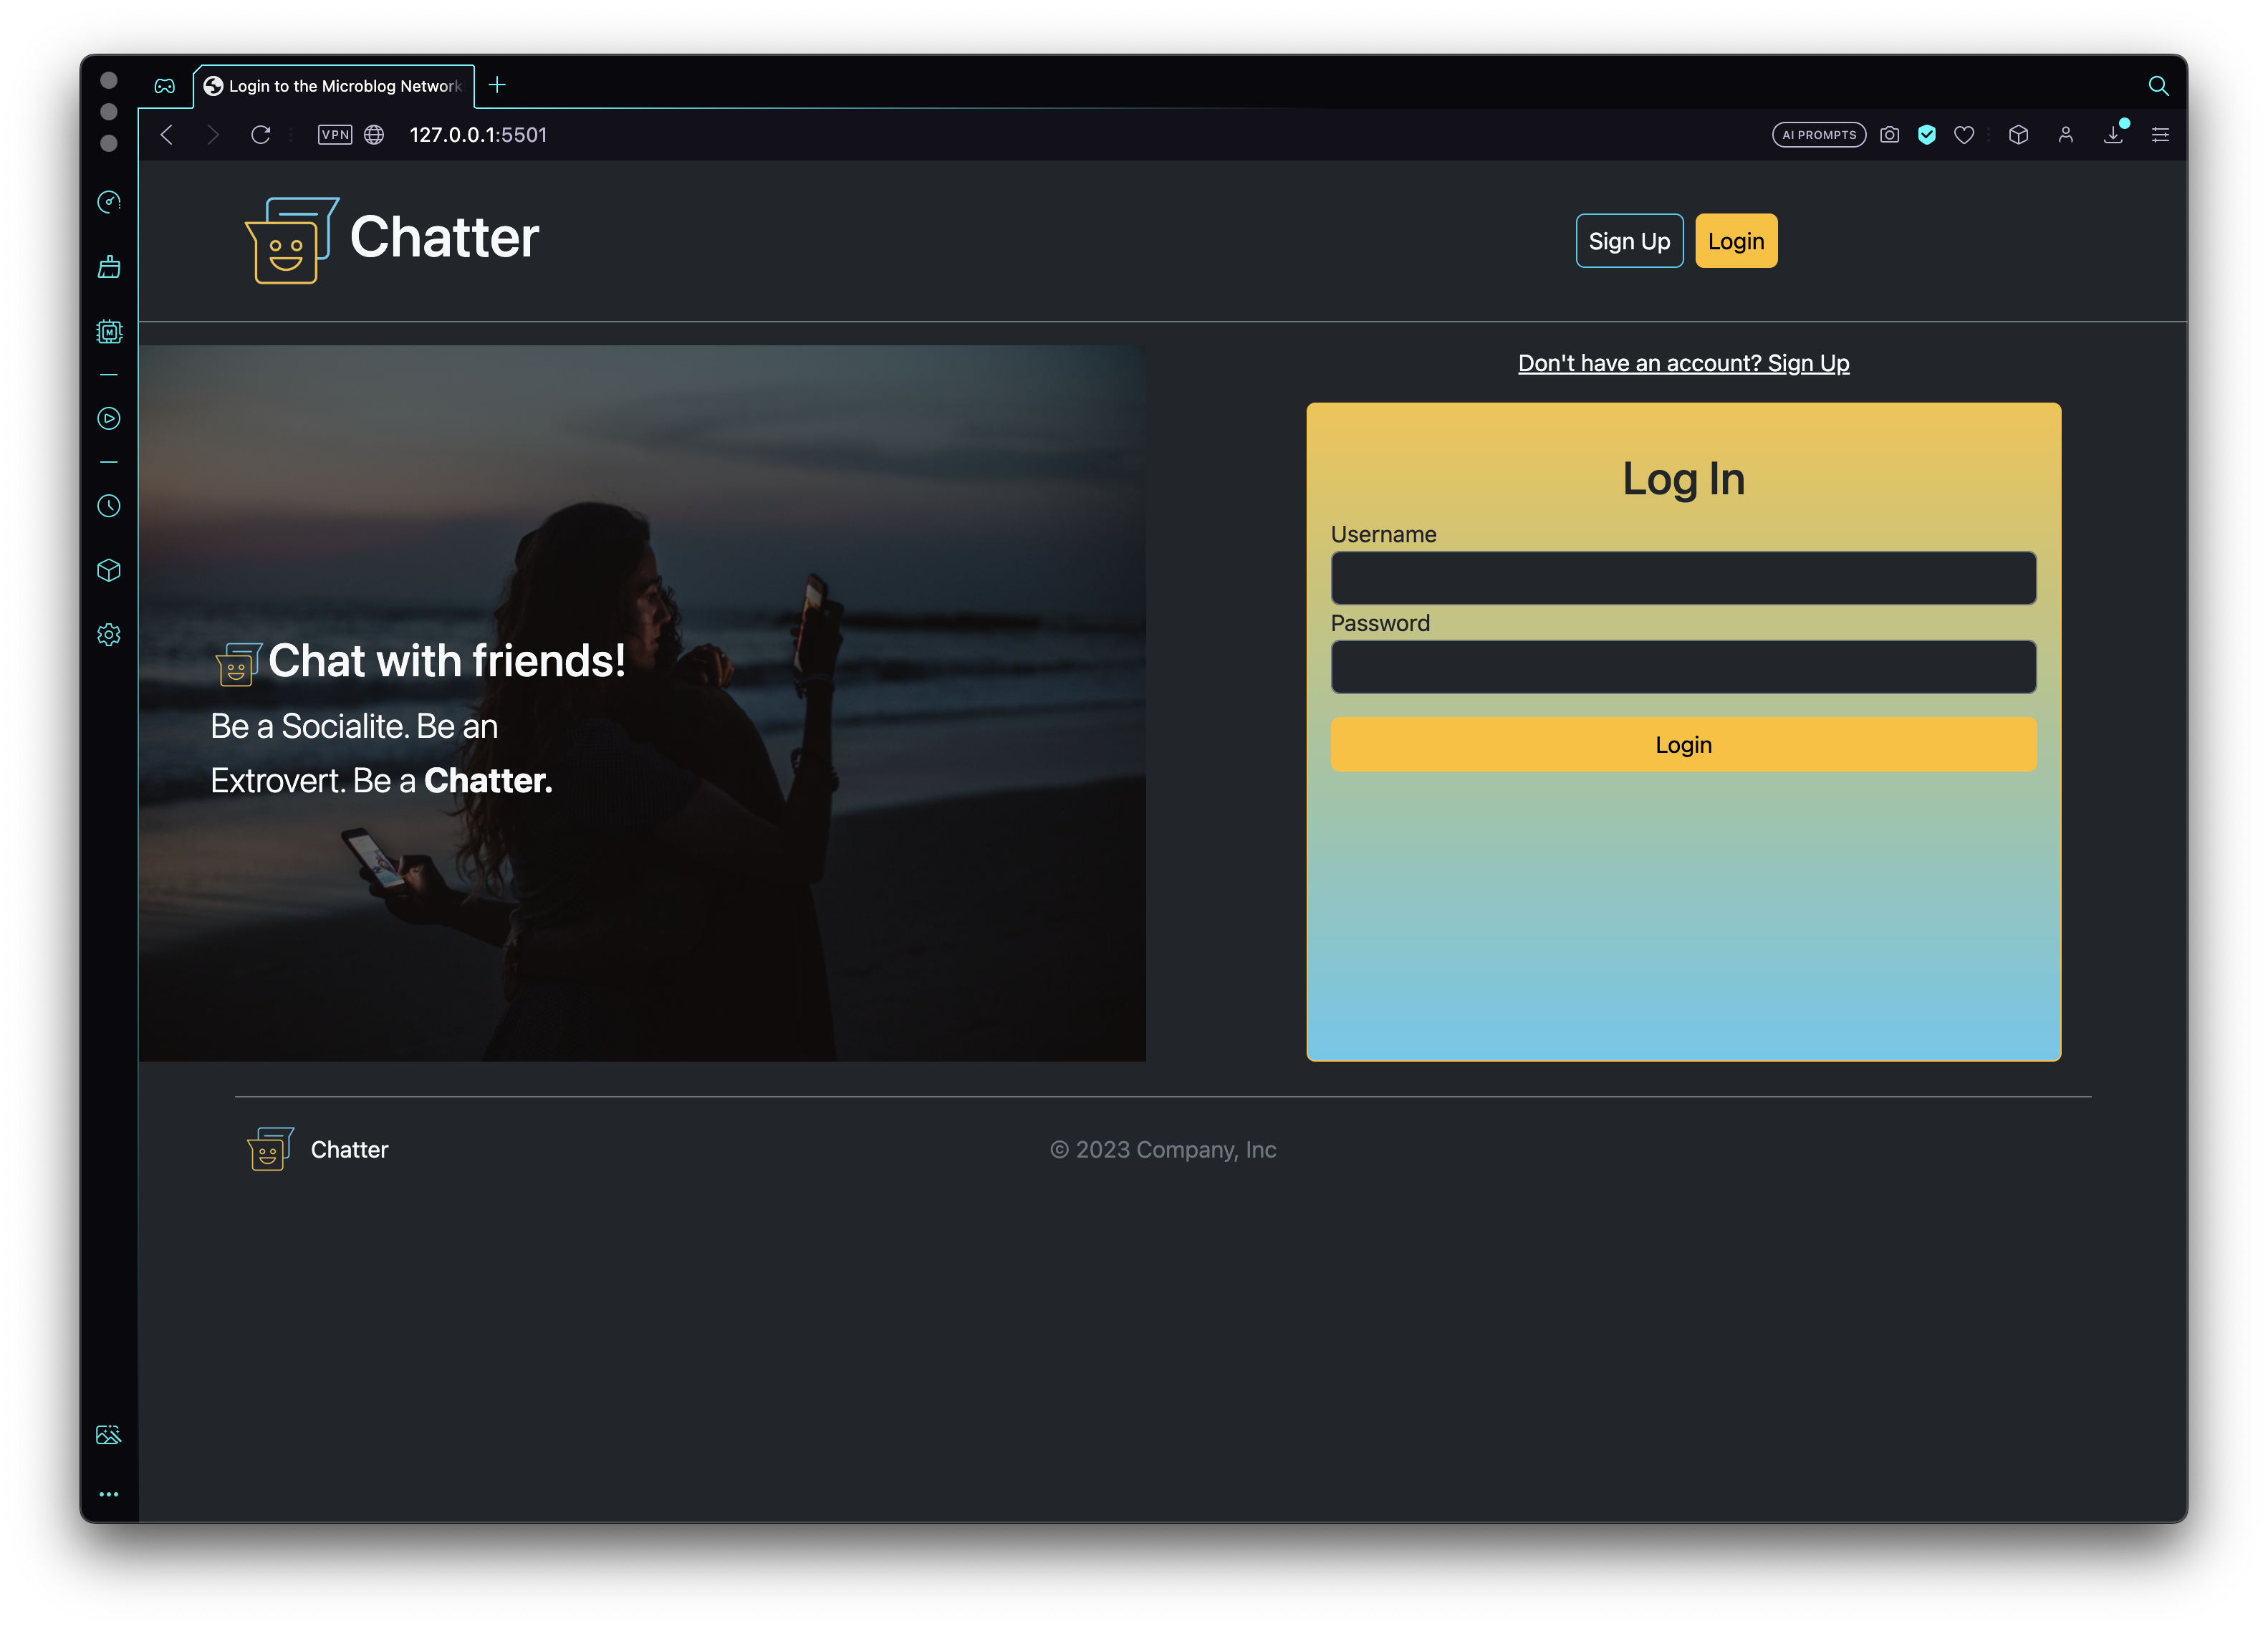 Login to the Microblog Network
VPN
127.0.0.1:5501
AI PROMPTS
M
Chatter
Sign Up
Login
Don't have an account? Sign Up
Chat with friends!
Be a Socialite. Be an
Extrovert. Be a Chatter.
Log In
Username
Password
Login
Chatter
© 2023 Company, Inc